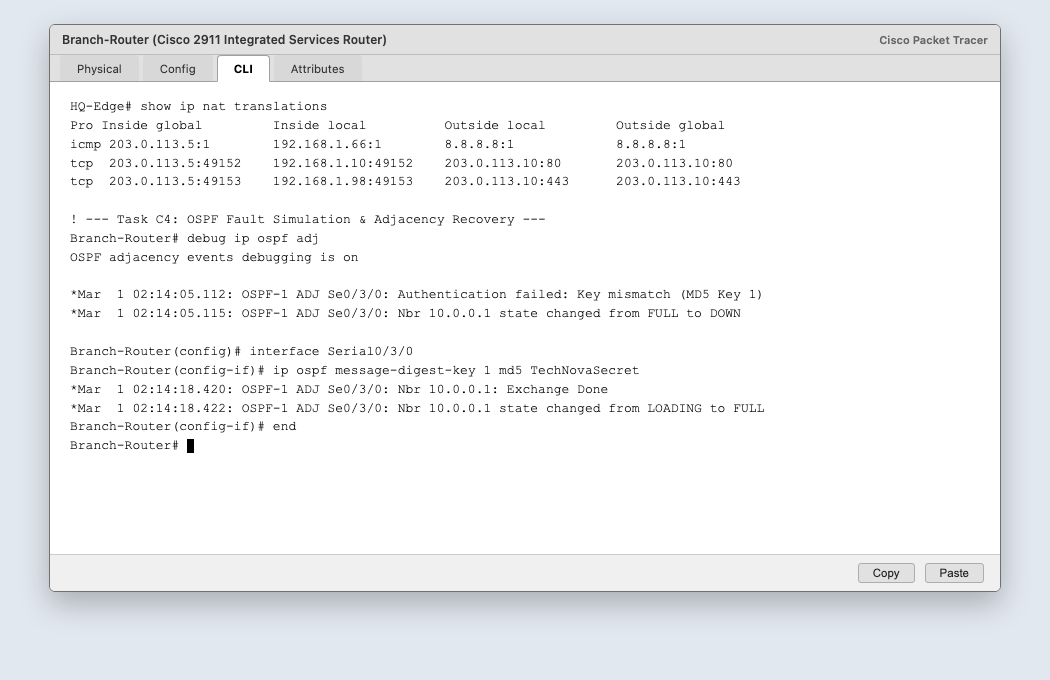 Branch-Router (Cisco 2911 Integrated Services Router)
Cisco Packet Tracer
Physical Config CLI Attributes
HQ-Edge# show ip nat translations
Pro Inside global Inside local Outside local Outside global
icmp 203.0.113.5:1 192.168.1.66:1 8.8.8.8:1 8.8.8.8:1
tcp 203.0.113.5:49152 192.168.1.10:49152 203.0.113.10:80 203.0.113.10:80
tcp 203.0.113.5:49153 192.168.1.98:49153 203.0.113.10:443 203.0.113.10:443
! --- Task C4: OSPF Fault Simulation & Adjacency Recovery ---
Branch-Router# debug ip ospf adj
OSPF adjacency events debugging is on
*Mar 1 02:14:05.112: OSPF-1 ADJ Se0/3/0: Authentication failed: Key mismatch (MD5 Key 1)
*Mar 1 02:14:05.115: OSPF-1 ADJ Se0/3/0: Nbr 10.0.0.1 state changed from FULL to DOWN
Branch-Router(config)# interface Serial0/3/0
Branch-Router(config-if)# ip ospf message-digest-key 1 md5 TechNovaSecret
*Mar 1 02:14:18.420: OSPF-1 ADJ Se0/3/0: Nbr 10.0.0.1: Exchange Done
*Mar 1 02:14:18.422: OSPF-1 ADJ Se0/3/0: Nbr 10.0.0.1 state changed from LOADING to FULL
Branch-Router(config-if)# end
Branch-Router#
Copy Paste